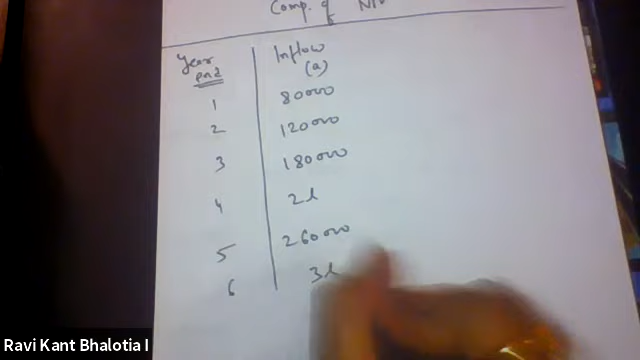 Comp. of NPV
Year end
Inflow (a)
1 80000
2 120000
3 180000
4 2l
5 260000
6 3l
Ravi Kant Bhalotia I